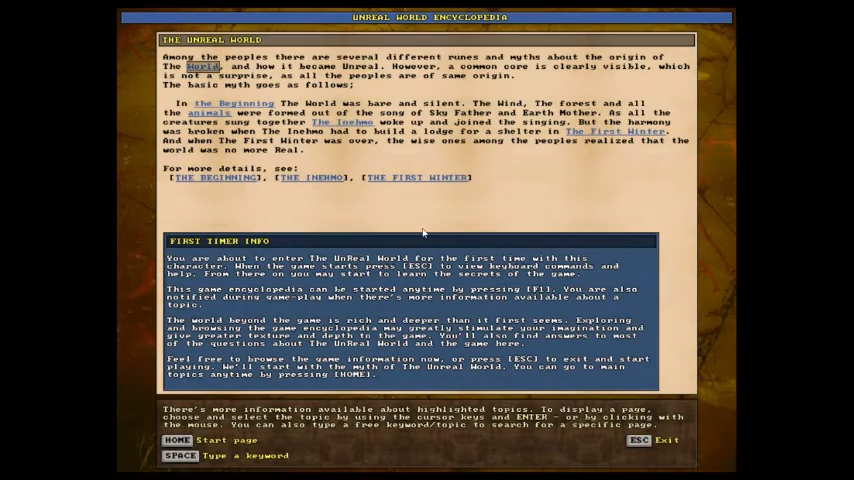 UNREAL WORLD ENCYCLOPEDIA
THE UNREAL WORLD
Among the peoples there are several different runes and myths about the origin of
The World, and how it became Unreal. However, a common core is clearly visible, which
is not a surprise, as all the peoples are of same origin.
The basic myth goes as follows;
In the Beginning The World was bare and silent. The Wind, The forest and all
the animals were formed out of the song of Sky Father and Earth Mother. As all the
creatures sung together The Inehmo woke up and joined the singing. But the harmony
was broken when The Inehmo had to build a lodge for a shelter in The First Winter.
And when The First Winter was over, the wise ones among the peoples realized that the
world was no more Real.
For more details, see:
[THE BEGINNING], [THE INEHMO], [THE FIRST WINTER]
FIRST TIMER INFO
You are about to enter The UnReal World for the first time with this
character. When the game starts press [ESC] to view keyboard commands and
help. From there on you may start to learn the secrets of the game.
This game encyclopedia can be started anytime by pressing [F1]. You are also
notified during game-play when there's more information available about a
topic.
The world beyond the game is rich and deeper than it first seems. Exploring
and browsing the game encyclopedia may greatly stimulate your imagination and
give greater texture and depth to the game. You'll also find answers to most
of the questions about The UnReal World and the game here.
Feel free to browse the game information now, or press [ESC] to exit and start
playing. We'll start with the myth of The Unreal World. You can go to main
topics anytime by pressing [HOME].
There's more information available about highlighted topics. To display a page,
choose and select the topic by using the cursor keys and ENTER - or by clicking with
the mouse. You can also type a free keyword/topic to search for a specific page.
HOME Start page
ESC Exit
SPACE Type a keyword